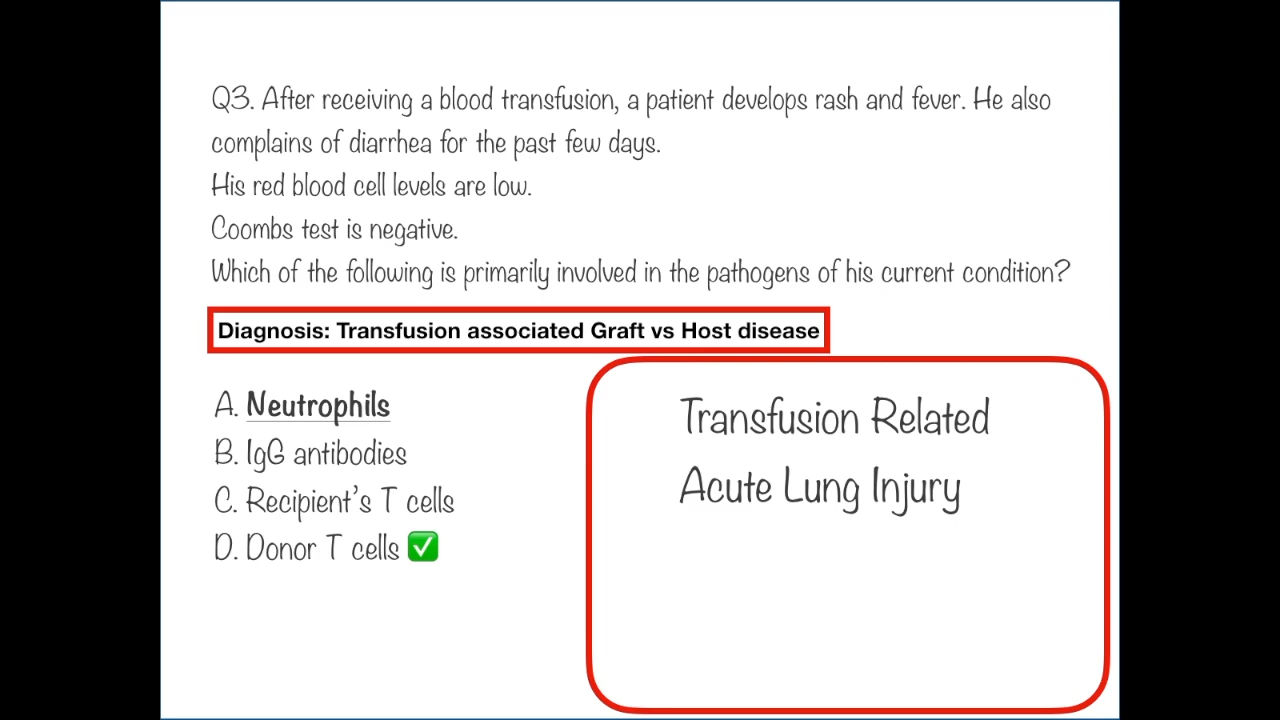 Q3. After receiving a blood transfusion, a patient develops rash and fever. He also
complains of diarrhea for the past few days.
His red blood cell levels are low.
Coombs test is negative.
Which of the following is primarily involved in the pathogens of his current condition?
Diagnosis: Transfusion associated Graft vs Host disease
A. Neutrophils
B. IgG antibodies
C. Recipient's T cells
D. Donor T cells ✅
Transfusion Related
Acute Lung Injury